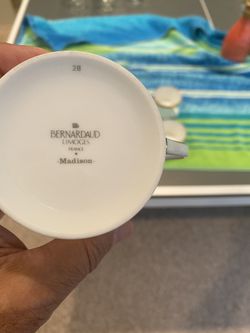 28
BERNARDAUD
LIMOGES
FRANCE
Madison